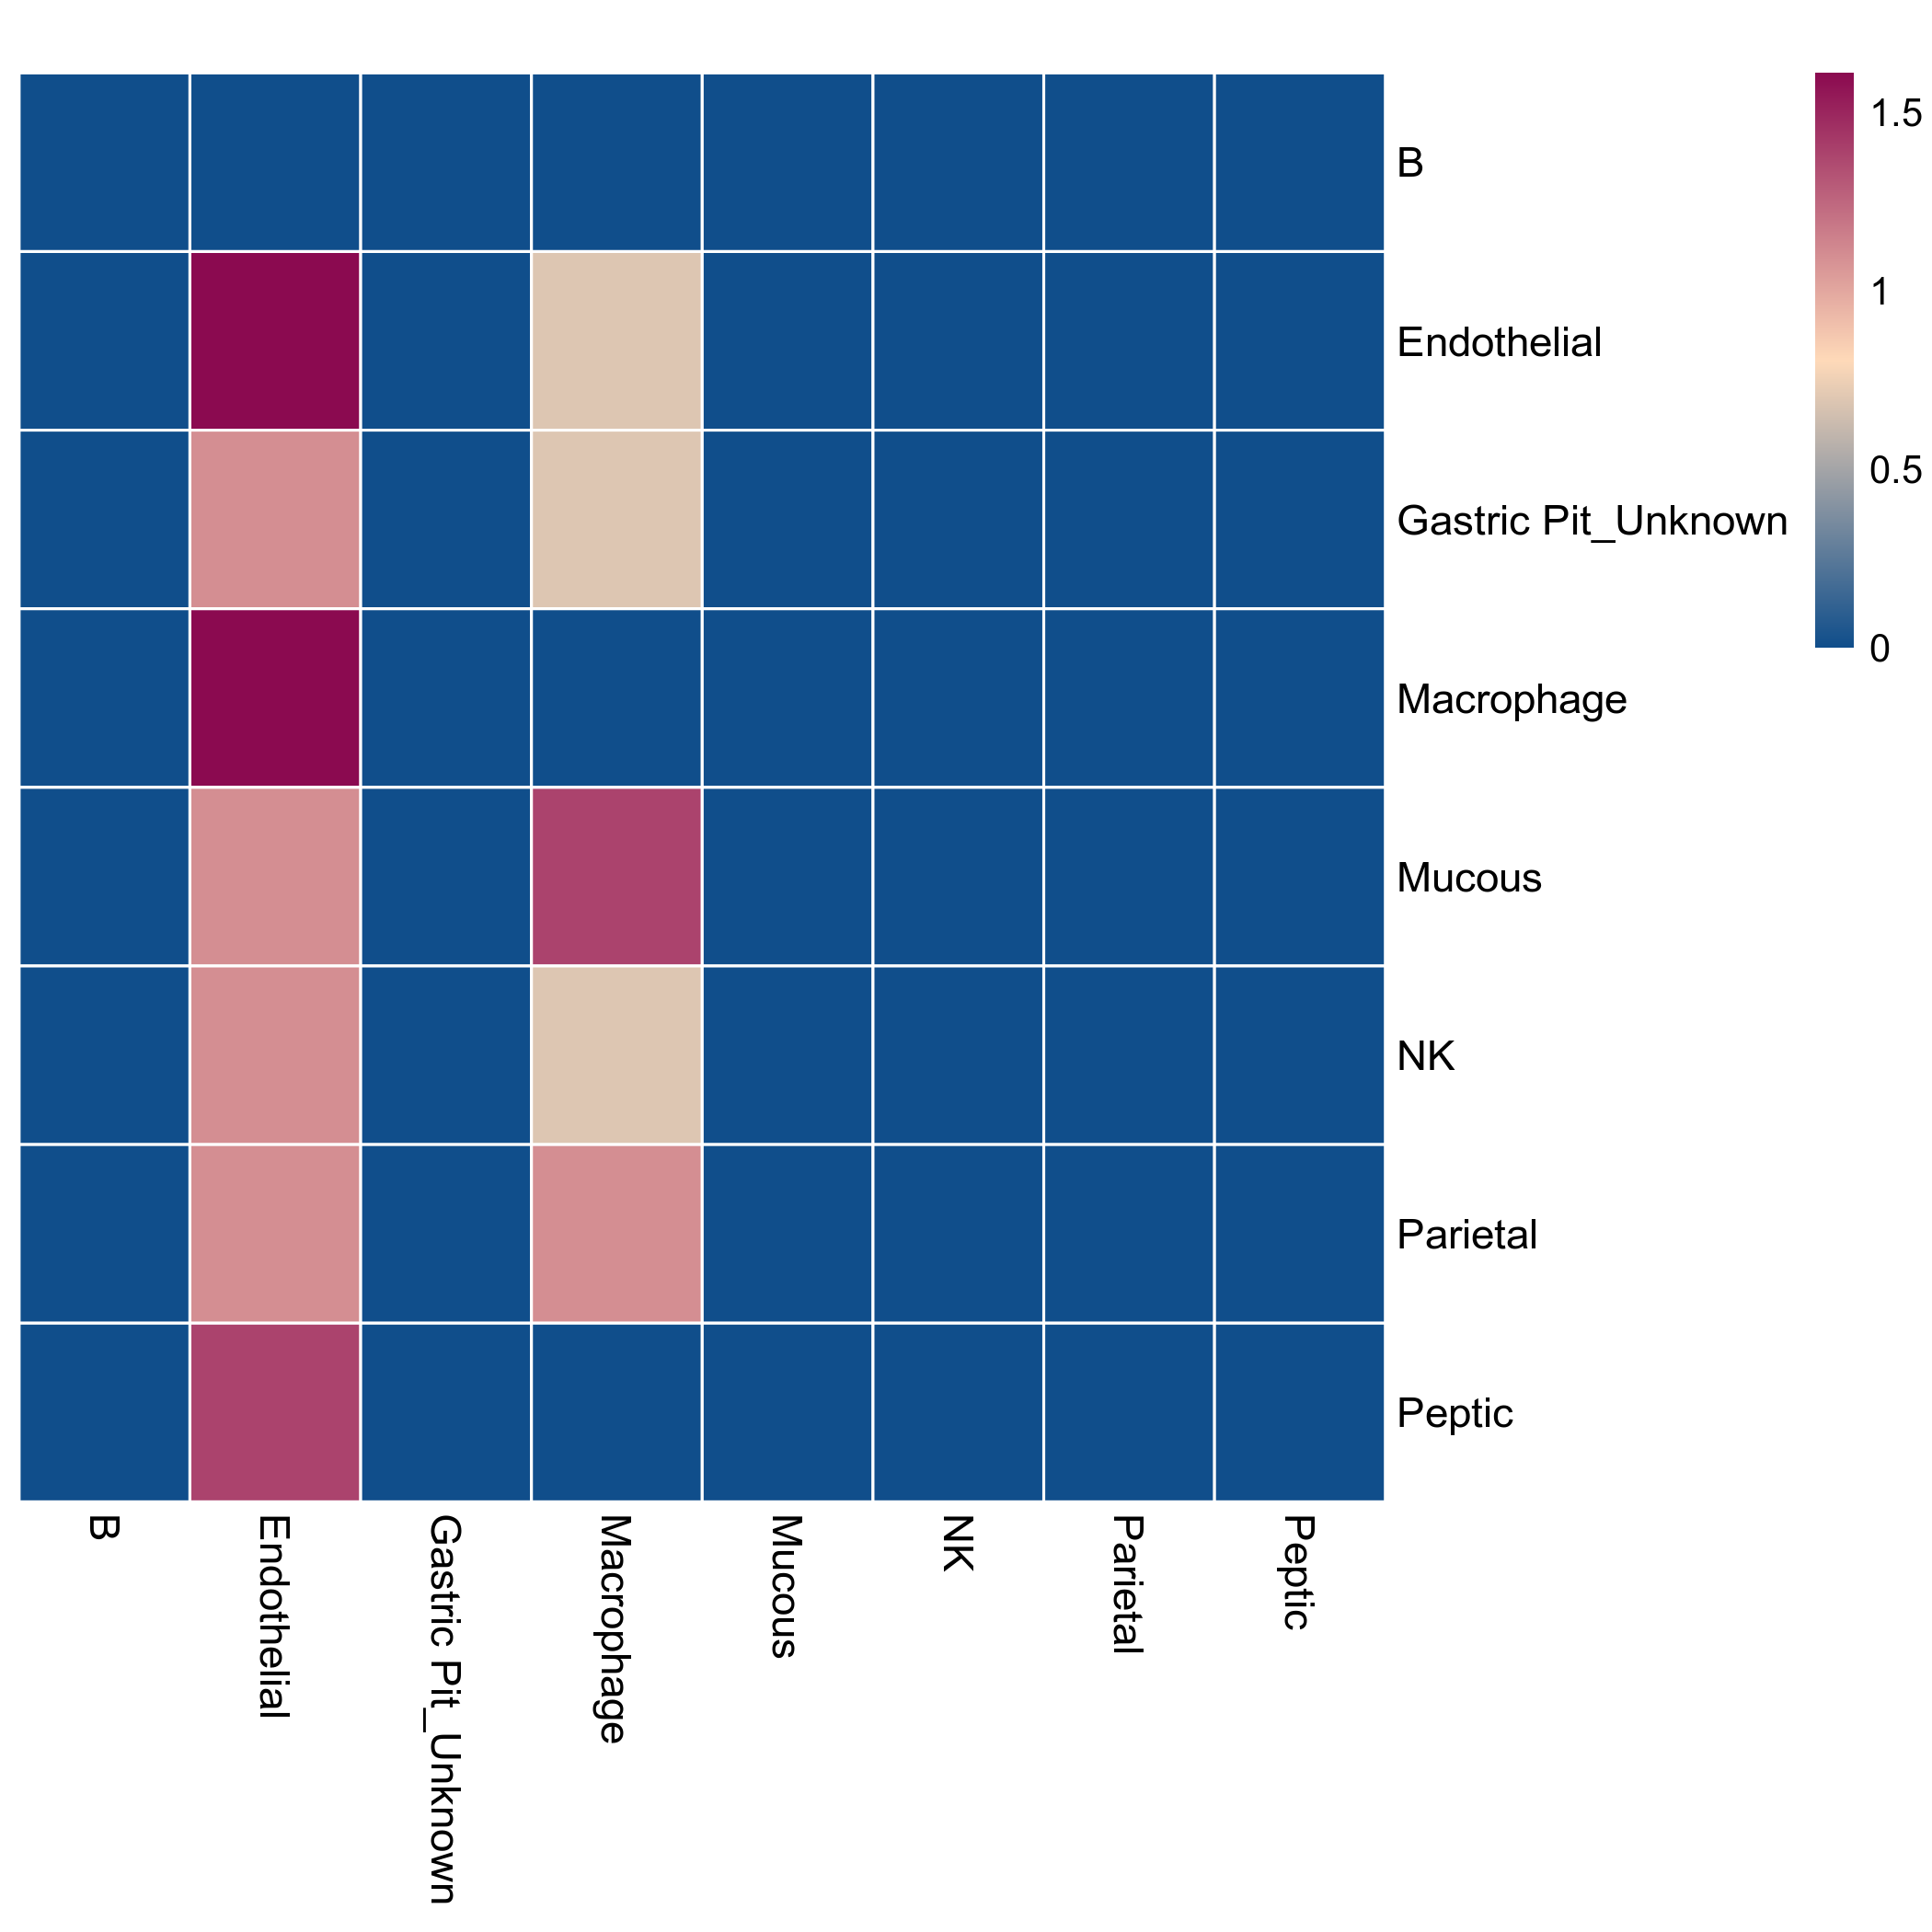 B
Endothelial
Gastric Pit_Unknown
Macrophage
Mucous
NK
Parietal
Peptic
1.5
1
0.5
0
B
Endothelial
Gastric Pit_Unknown
Macrophage
Mucous
NK
Parietal
Peptic